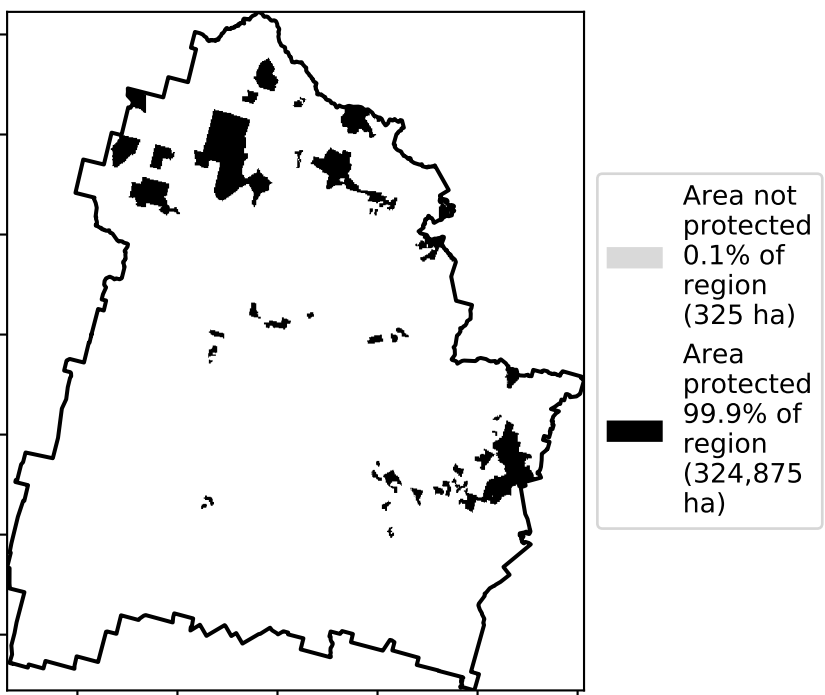 Area not
protected
0.1% of
region
(325 ha)
Area
protected
99.9% of
region
(324,875
ha)